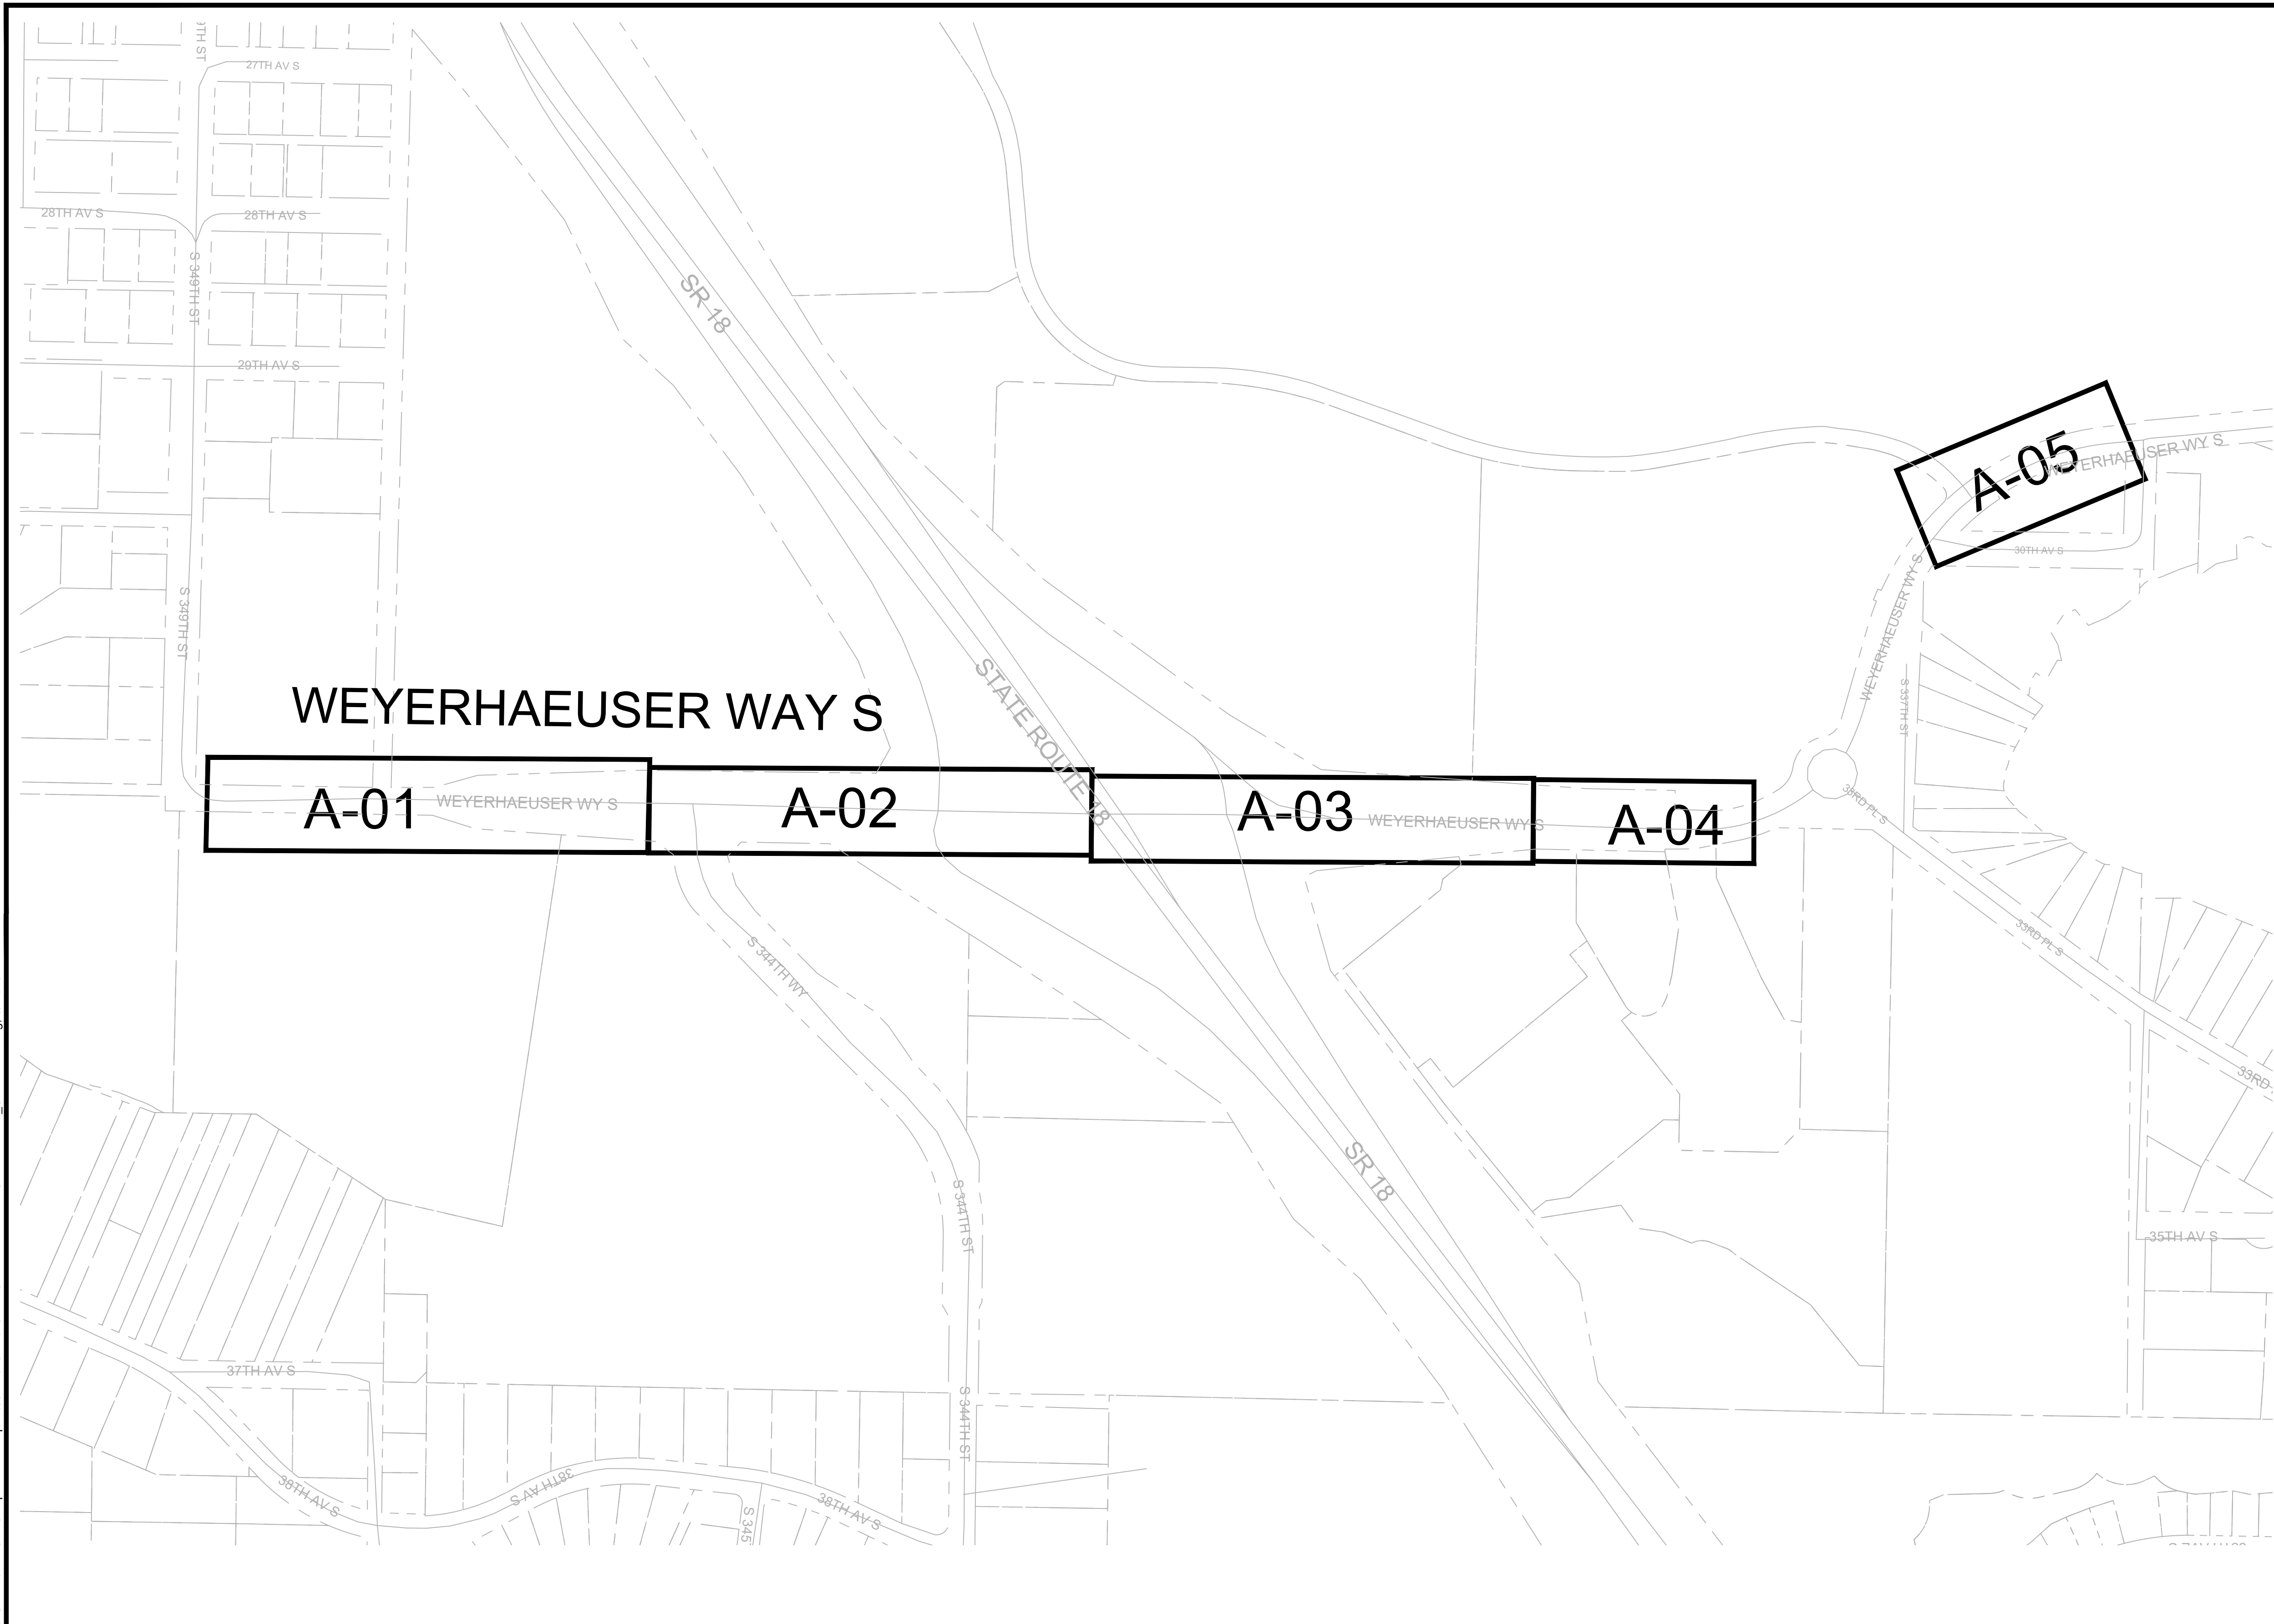 27TH AV S
28TH AV S
28TH AV S
S 349TH ST
SR 18
29TH AV S
WEYERHAEUSER WY S
A-05
30TH AV S
S 349TH ST
WEYERHAEUSER WY S
STATE ROUTE 18
S 337TH ST
WEYERHAEUSER WAY S
A-01
WEYERHAEUSER WY S
A-02
A-03
WEYERHAEUSER WY S
A-04
33RD PL S
33RD PL S
S 344TH WY
33RD
SR 18
S 344TH ST
35TH AV S
37TH AV S
S 344TH ST
38TH AV S
38TH AV S
38TH AV S
S 345